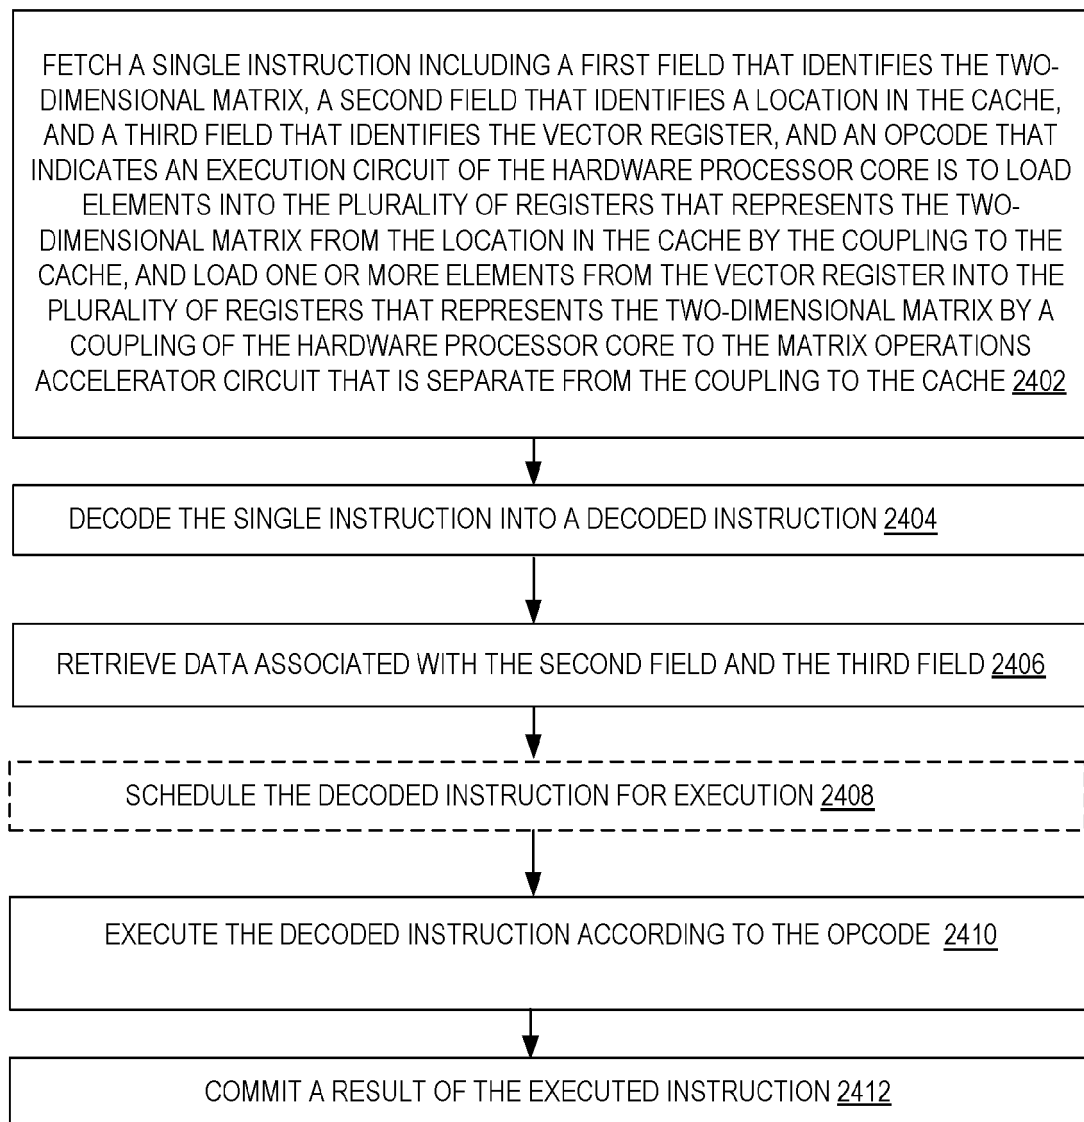 FETCH A SINGLE INSTRUCTION INCLUDING A FIRST FIELD THAT IDENTIFIES THE TWO-
DIMENSIONAL MATRIX, A SECOND FIELD THAT IDENTIFIES A LOCATION IN THE CACHE,
AND A THIRD FIELD THAT IDENTIFIES THE VECTOR REGISTER, AND AN OPCODE THAT
INDICATES AN EXECUTION CIRCUIT OF THE HARDWARE PROCESSOR CORE IS TO LOAD
ELEMENTS INTO THE PLURALITY OF REGISTERS THAT REPRESENTS THE TWO-
DIMENSIONAL MATRIX FROM THE LOCATION IN THE CACHE BY THE COUPLING TO THE
CACHE, AND LOAD ONE OR MORE ELEMENTS FROM THE VECTOR REGISTER INTO THE
PLURALITY OF REGISTERS THAT REPRESENTS THE TWO-DIMENSIONAL MATRIX BY A
COUPLING OF THE HARDWARE PROCESSOR CORE TO THE MATRIX OPERATIONS
ACCELERATOR CIRCUIT THAT IS SEPARATE FROM THE COUPLING TO THE CACHE 2402
DECODE THE SINGLE INSTRUCTION INTO A DECODED INSTRUCTION 2404
RETRIEVE DATA ASSOCIATED WITH THE SECOND FIELD AND THE THIRD FIELD 2406
SCHEDULE THE DECODED INSTRUCTION FOR EXECUTION 2408
EXECUTE THE DECODED INSTRUCTION ACCORDING TO THE OPCODE 2410
COMMIT A RESULT OF THE EXECUTED INSTRUCTION 2412